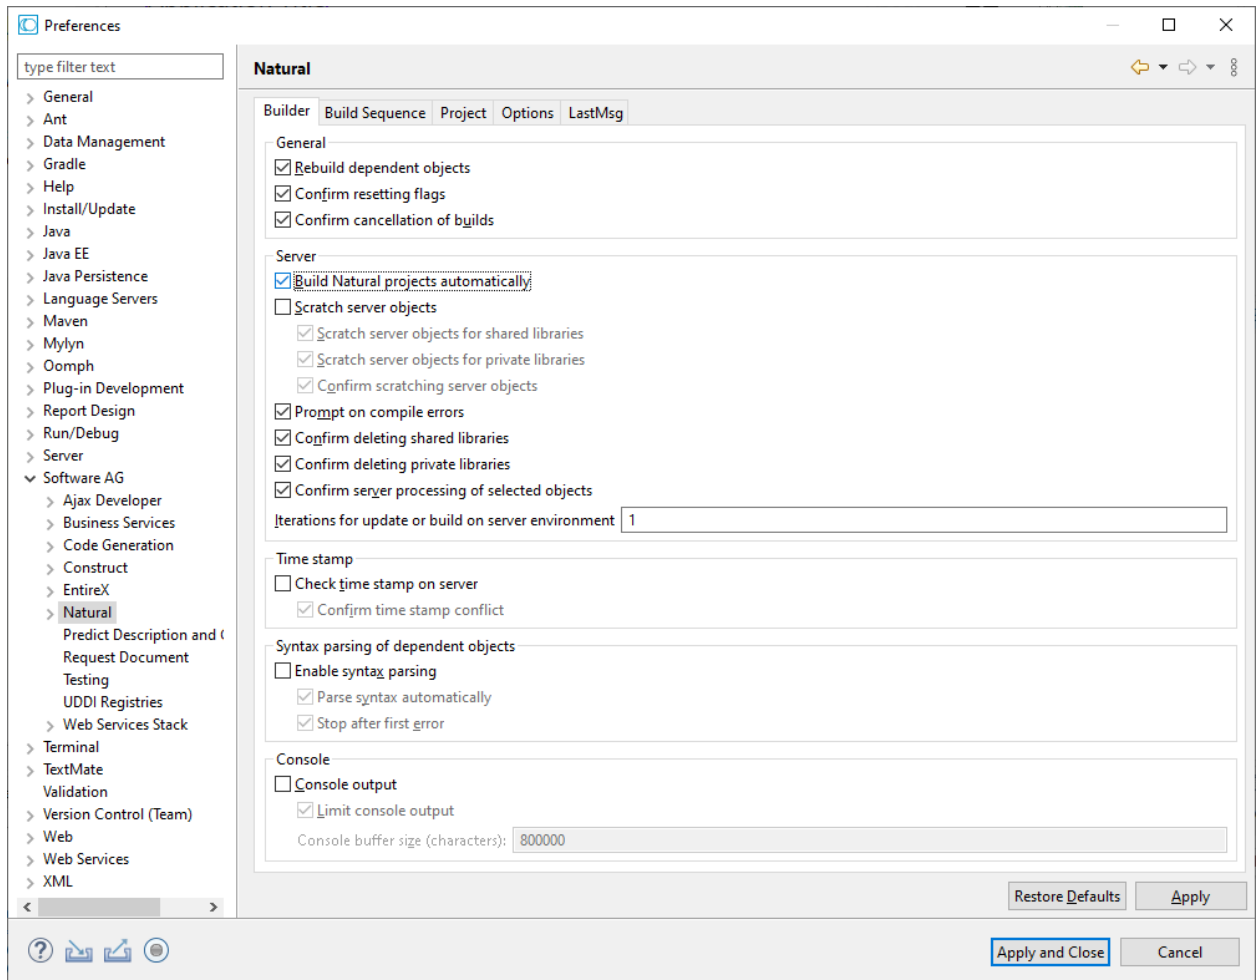 Preferences
type filter text
General
Ant
Data Management
Gradle
Help
Install/Update
Java
Java EE
Java Persistence
Language Servers
Maven
Mylyn
Oomph
Plug-in Development
Report Design
Run/Debug
Server
Software AG
Ajax Developer
Business Services
Code Generation
Construct
EntireX
Natural
Predict Description and
Request Document
Testing
UDDI Registries
Web Services Stack
Terminal
TextMate
Validation
Version Control (Team)
Web
Web Services
XML
Natural
Builder Build Sequence Project Options LastMsg
General
Rebuild dependent objects
Confirm resetting flags
Confirm cancellation of builds
Server
Build Natural projects automatically
Scratch server objects
Scratch server objects for shared libraries
Scratch server objects for private libraries
Confirm scratching server objects
Prompt on compile errors
Confirm deleting shared libraries
Confirm deleting private libraries
Confirm server processing of selected objects
Iterations for update or build on server environment 1
Time stamp
Check time stamp on server
Confirm time stamp conflict
Syntax parsing of dependent objects
Enable syntax parsing
Parse syntax automatically
Stop after first error
Console
Console output
Limit console output
Console buffer size (characters): 800000
Restore Defaults Apply
Apply and Close Cancel